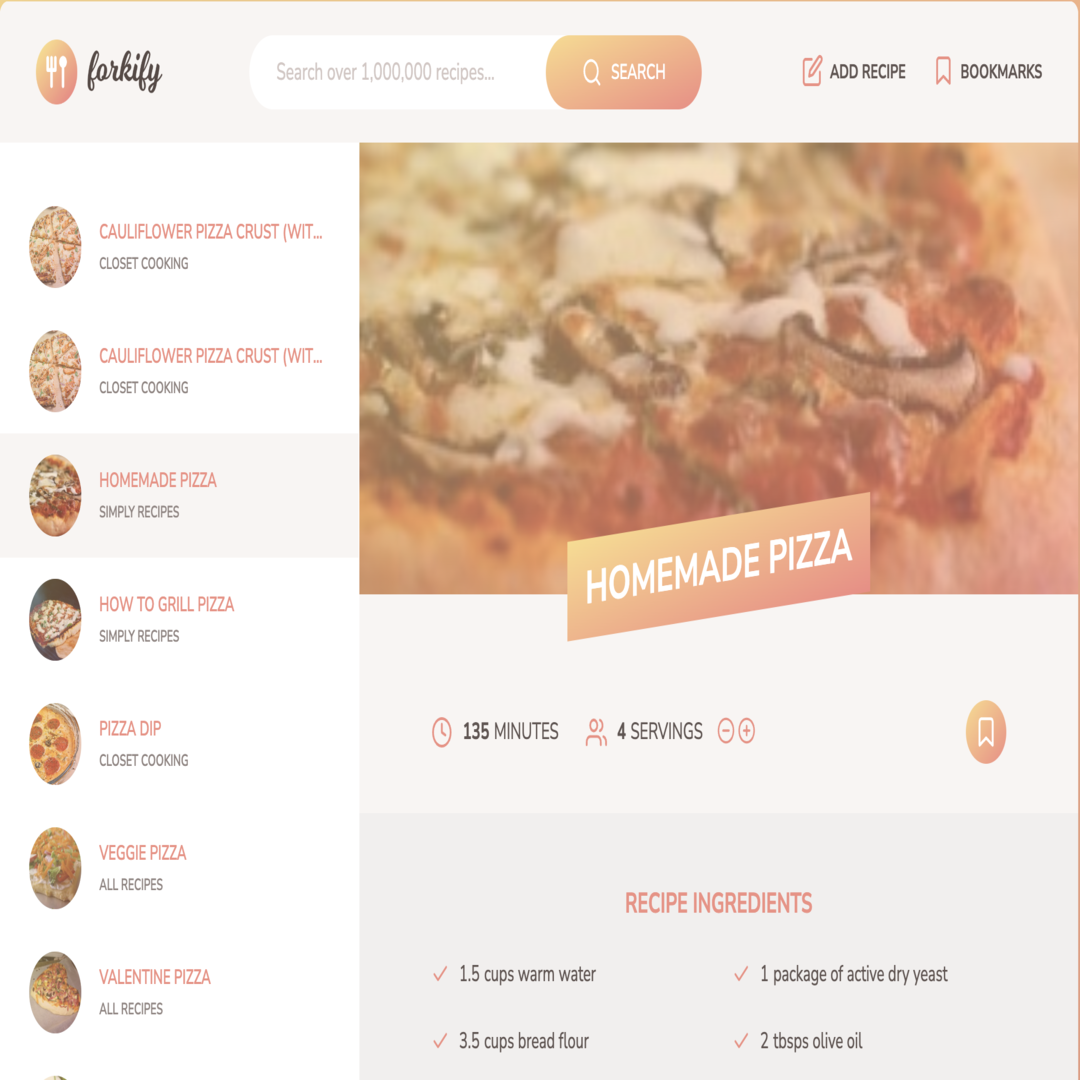 forkify
Search over 1,000,000 recipes...
SEARCH
ADD RECIPE
BOOKMARKS
CAULIFLOWER PIZZA CRUST (WIT...
CLOSET COOKING
CAULIFLOWER PIZZA CRUST (WIT...
CLOSET COOKING
HOMEMADE PIZZA
SIMPLY RECIPES
HOW TO GRILL PIZZA
SIMPLY RECIPES
PIZZA DIP
CLOSET COOKING
VEGGIE PIZZA
ALL RECIPES
VALENTINE PIZZA
ALL RECIPES
HOMEMADE PIZZA
135 MINUTES
4 SERVINGS
RECIPE INGREDIENTS
1.5 cups warm water
1 package of active dry yeast
3.5 cups bread flour
2 tbsps olive oil